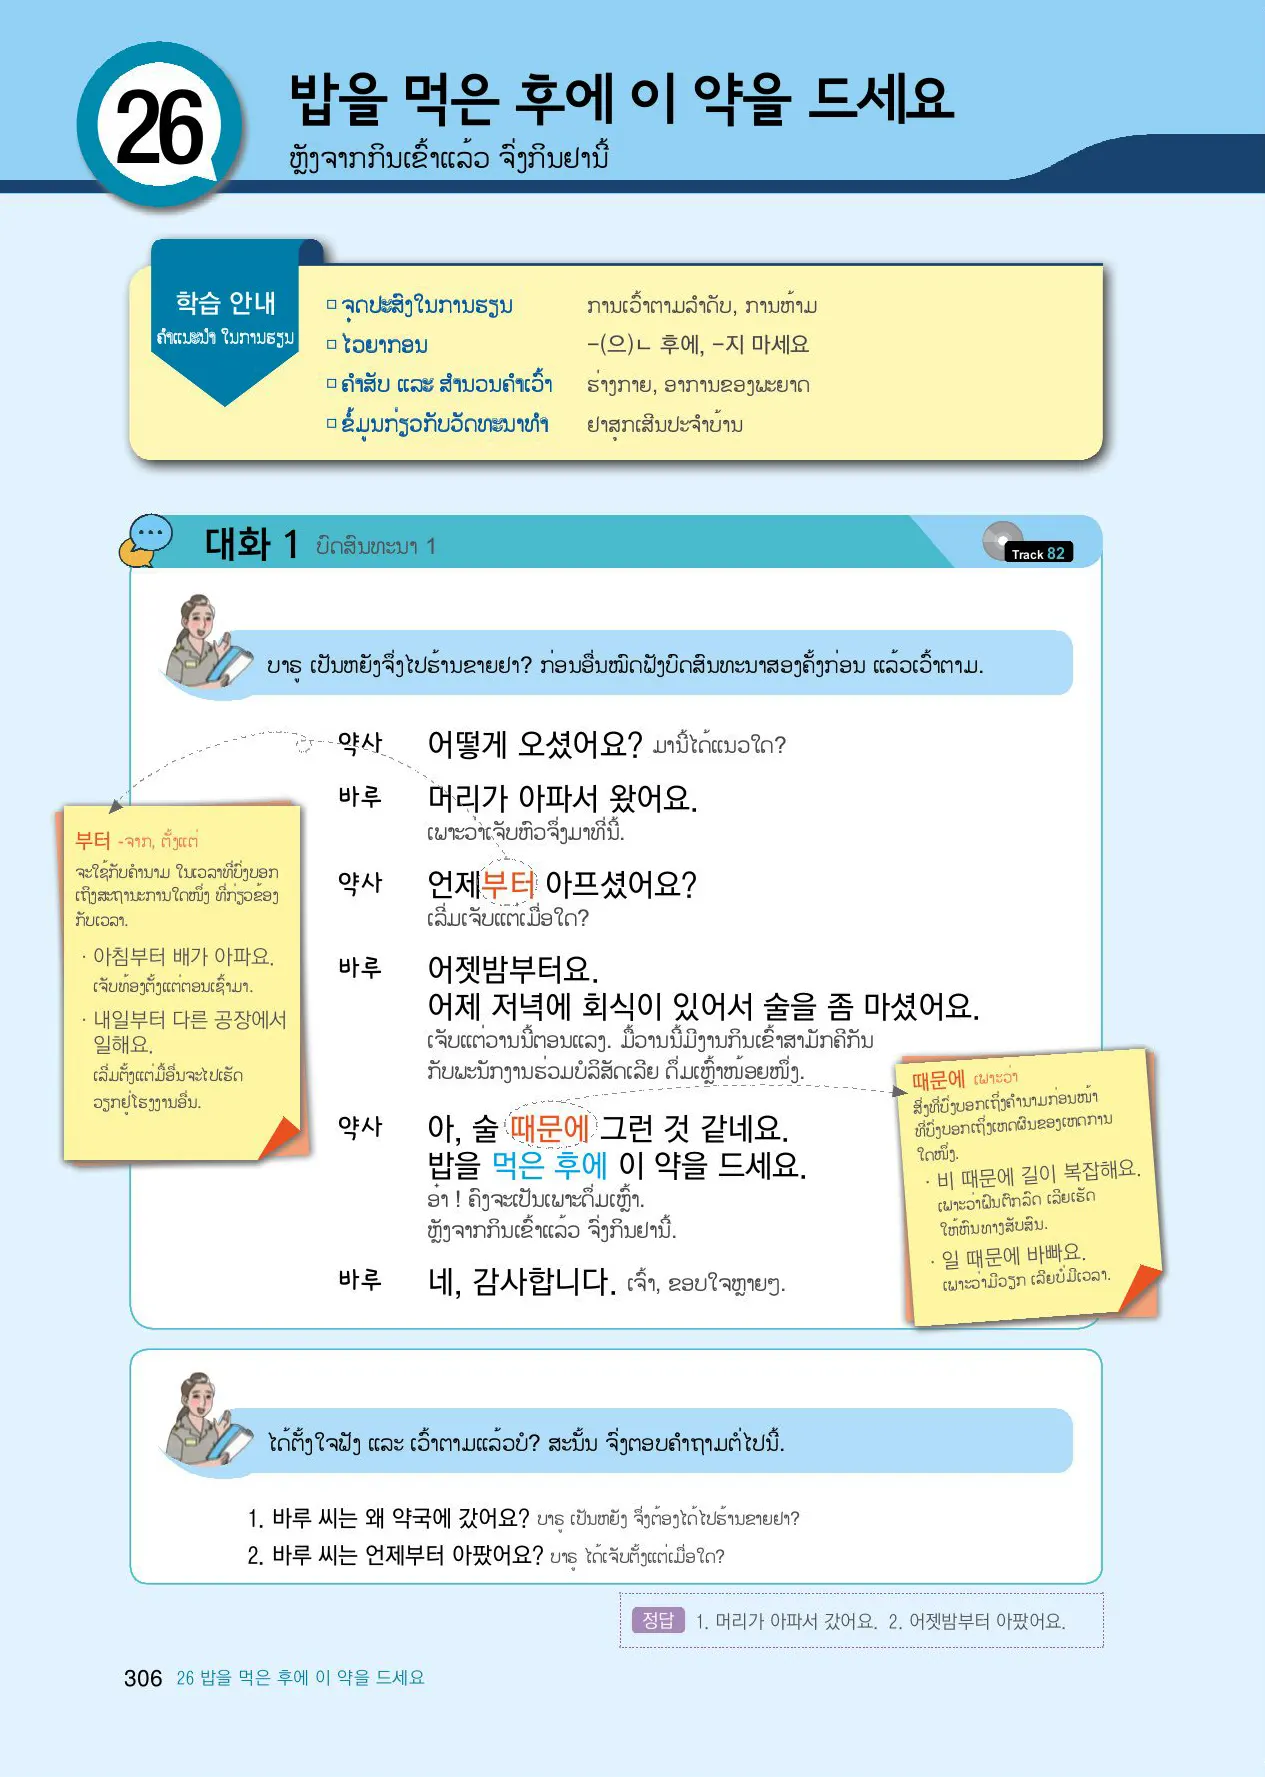 26
밥을 먹은 후에 이 약을 드세요
ຫຼັງຈາກກິນເຂົ້າແລ້ວ ຈົ່ງກິນຢານີ້
학습 안내
ຄຳແນະນຳ ໃນການຮຽນ
□ ຈຸດປະສົງໃນການຮຽນ ການເວົ້າຕາມລຳດັບ, ການຫ້າມ
□ ໄວຍາກອນ -(으)ㄴ 후에, -지 마세요
□ ຄຳສັບ ແລະ ສຳນວນຄຳເວົ້າ ຮ່າງກາຍ, ອາການຂອງພະຍາດ
□ ຂໍ້ມູນກ່ຽວກັບວັດທະນາທຳ ຢາສຸກເສີນປະຈຳບ້ານ
대화 1 ບົດສົນທະນາ 1
Track 82
ບາຣູ ເປັນຫຍັງຈຶ່ງໄປຮ້ານຂາຍຢາ? ກ່ອນອື່ນໝົດຟັງບົດສົນທະນາສອງຄັ້ງກ່ອນ ແລ້ວເວົ້າຕາມ.
약사 어떻게 오셨어요? ມານີ້ໄດ້ແນວໃດ?
바루 머리가 아파서 왔어요.
ເພາະວ່າເຈັບຫົວຈຶ່ງມາທີ່ນີ້.
약사 언제부터 아프셨어요?
ເລີ່ມເຈັບແຕ່ເມື່ອໃດ?
바루 어젯밤부터요.
어제 저녁에 회식이 있어서 술을 좀 마셨어요.
ເຈັບແຕ່ວານນີ້ຕອນແລງ. ມື້ວານນີ້ມີງານກິນເຂົ້າສາມັກຄີກັນ
ກັບພະນັກງານຮ່ວມບໍລິສັດເລີຍ ດຶ່ມເຫຼົ້າໜ້ອຍໜຶ່ງ.
약사 아, 술 때문에 그런 것 같네요.
밥을 먹은 후에 이 약을 드세요.
ອ໋າ ! ຄົງຈະເປັນເພາະດຶ່ມເຫຼົ້າ.
ຫຼັງຈາກກິນເຂົ້າແລ້ວ ຈົ່ງກິນຢານີ້.
바루 네, 감사합니다. ເຈົ້າ, ຂອບໃຈຫຼາຍໆ.
부터 -ຈາກ, ຕັ້ງແຕ່
ຈະໃຊ້ກັບຄຳນາມ ໃນເວລາທີ່ບົ່ງບອກ
ເຖິງສະຖານະການໃດໜຶ່ງ ທີ່ກ່ຽວຂ້ອງ
ກັບເວລາ.
· 아침부터 배가 아파요.
ເຈັບທ້ອງຕັ້ງແຕ່ຕອນເຊົ້າມາ.
· 내일부터 다른 공장에서
일해요.
ເລີ່ມຕັ້ງແຕ່ມື້ອື່ນຈະໄປເຮັດ
ວຽກຢູ່ໂຮງງານອື່ນ.
때문에 ເພາະວ່າ
ສິ່ງທີ່ບົ່ງບອກເຖິ່ງຄຳນາມກ່ອນໜ້າ
ທີ່ບົ່ງບອກເຖິ່ງເຫດຜົນຂອງເຫດການ
ໃດໜຶ່ງ.
· 비 때문에 길이 복잡해요.
ເພາະວ່າຝົນຕົກລົດ ເລີຍເຮັດ
ໃຫ້ຫົນທາງສັບສົນ.
· 일 때문에 바빠요.
ເພາະວ່າມີວຽກ ເລີຍບໍ່ມີເວລາ.
ໄດ້ຕັ້ງໃຈຟັງ ແລະ ເວົ້າຕາມແລ້ວບໍ? ສະນັ້ນ ຈົ່ງຕອບຄຳຖາມຕໍ່ໄປນີ້.
1. 바루 씨는 왜 약국에 갔어요? ບາຣູ ເປັນຫຍັງ ຈຶ່ງຕ້ອງໄດ້ໄປຮ້ານຂາຍຢາ?
2. 바루 씨는 언제부터 아팠어요? ບາຣູ ໄດ້ເຈັບຕັ້ງແຕ່ເມື່ອໃດ?
정답 1. 머리가 아파서 갔어요. 2. 어젯밤부터 아팠어요.
306 26 밥을 먹은 후에 이 약을 드세요